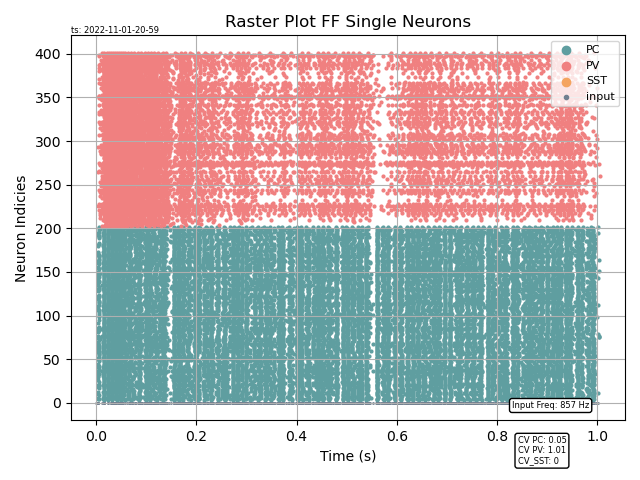 Raster Plot FF Single Neurons
ts: 2022-11-01-20-59
PC
PV
SST
input
Neuron Indicies
400
350
300
250
200
150
100
50
0
0.0 0.2 0.4 0.6 0.8 1.0
Time (s)
Input Freq: 857 Hz
CV PC: 0.05
CV PV: 1.01
CV_SST: 0